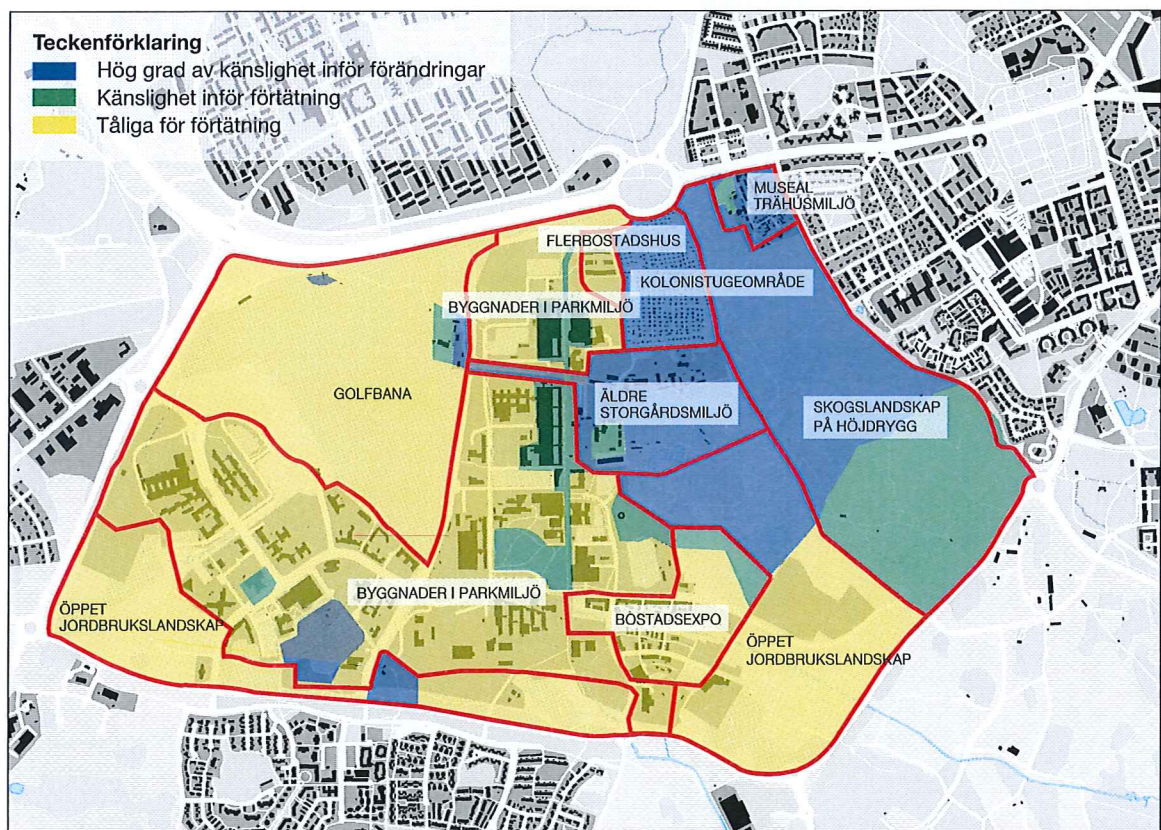 Teckenförklaring
Hög grad av känslighet inför förändringar
Känslighet inför förtätning
Tåliga för förtätning
MUSEAL
TRÄHUSMILJÖ
FLERBOSTADSHUS
KOLONISTUGEOMRÅDE
BYGGNADER I PARKMILJÖ
GOLFBANA
ÄLDRE
STORGÅRDSMILJÖ
SKOGSLANDSKAP
PÅ HÖJDRYGG
BYGGNADER I PARKMILJÖ
ÖPPET
JORDBRUKSLANDSKAP
BOSTADSEXPO
ÖPPET
JORDBRUKSLANDSKAP